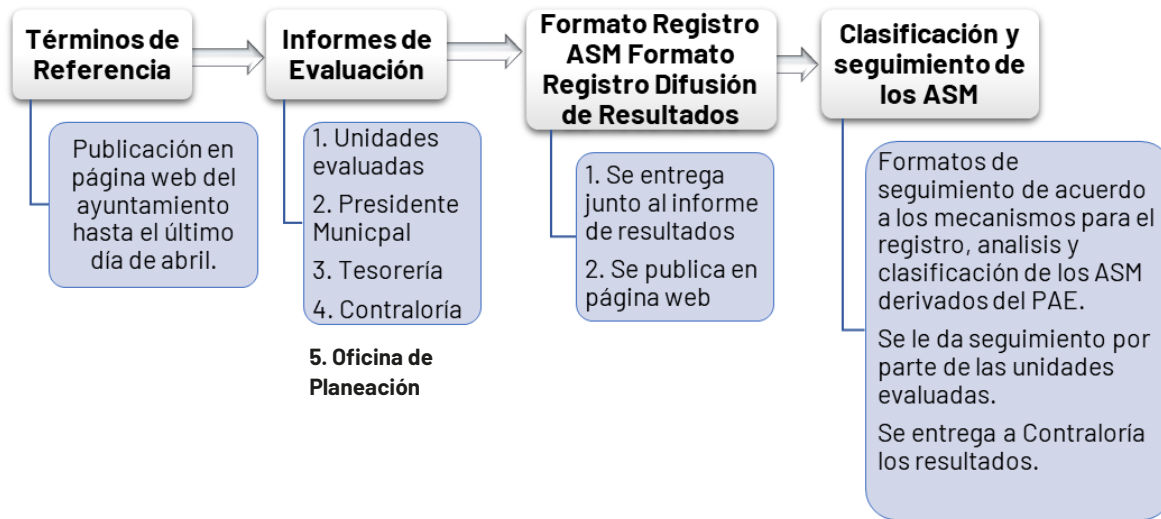 Términos de
Referencia
Publicación en
página web del
ayuntamiento
hasta el último
día de abril.
Informes de
Evaluación
1. Unidades
evaluadas
2. Presidente
Municpal
3. Tesorería
4. Contraloría
5. Oficina de
Planeación
Formato Registro
ASM Formato
Registro Difusión
de Resultados
1. Se entrega
junto al informe
de resultados
2. Se publica en
página web
Clasificación y
seguimiento de
los ASM
Formatos de
seguimiento de acuerdo
a los mecanismos para el
registro, analisis y
clasificación de los ASM
derivados del PAE.
Se le da seguimiento por
parte de las unidades
evaluadas.
Se entrega a Contraloría
los resultados.